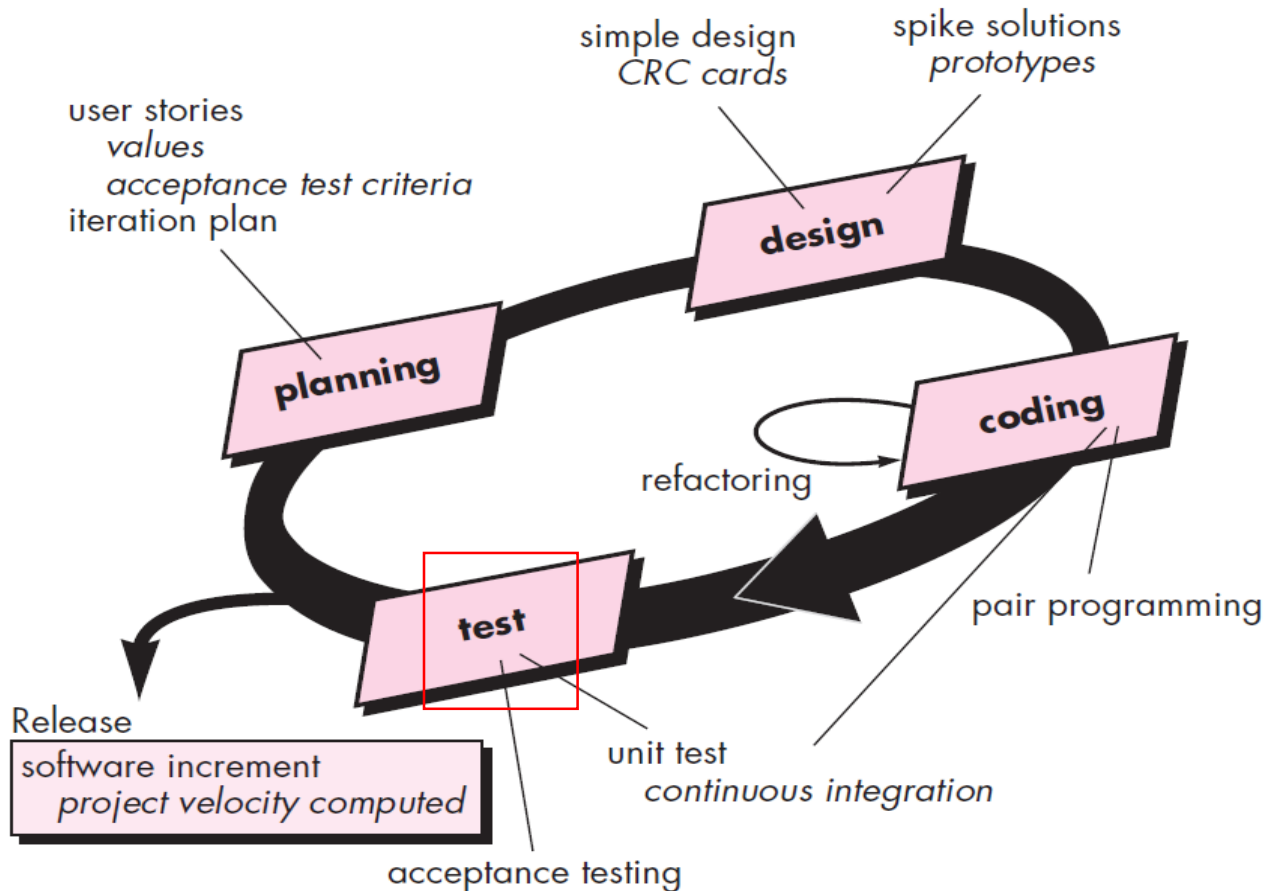 simple design
CRC cards
spike solutions
prototypes
user stories
values
acceptance test criteria
iteration plan
design
planning
coding
refactoring
test
pair programming
Release
software increment
project velocity computed
unit test
continuous integration
acceptance testing